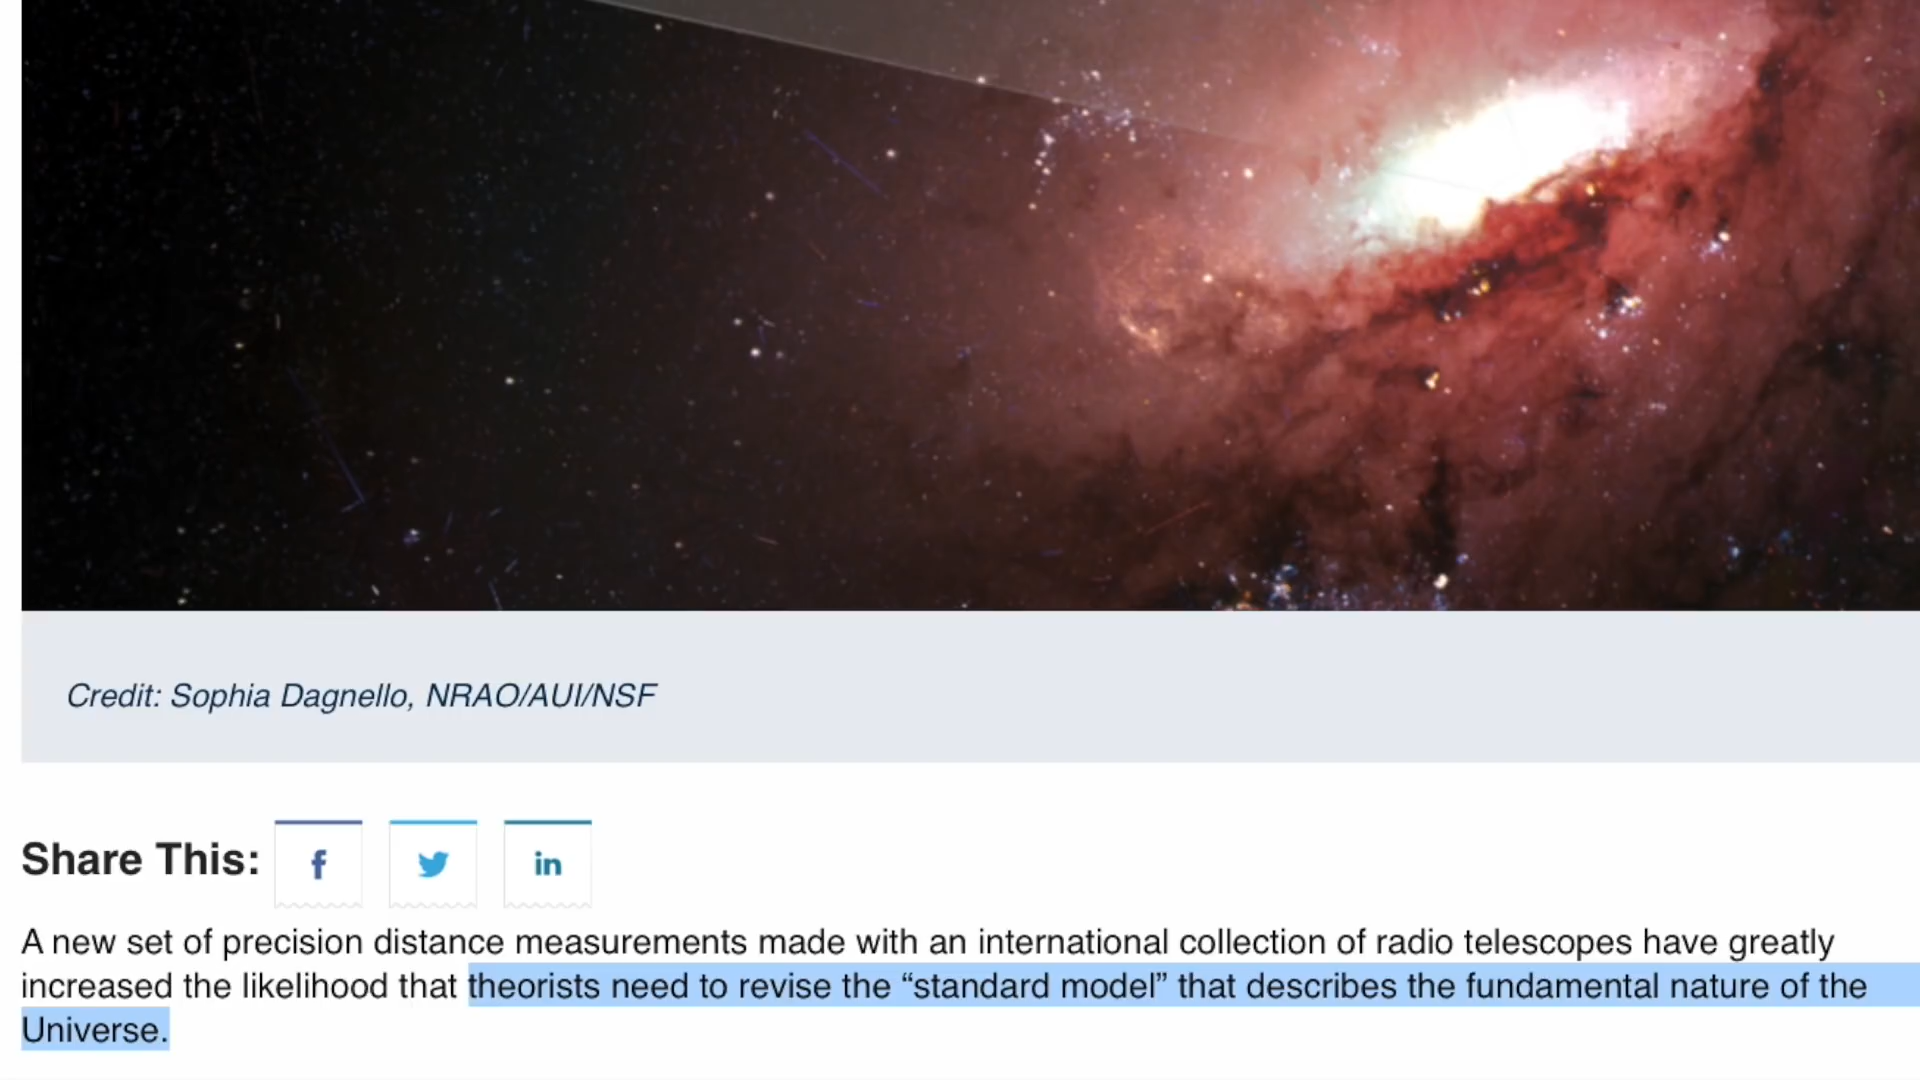 Credit: Sophia Dagnello, NRAO/AUI/NSF
Share This:
f
in
A new set of precision distance measurements made with an international collection of radio telescopes have greatly
increased the likelihood that theorists need to revise the “standard model” that describes the fundamental nature of the
Universe.